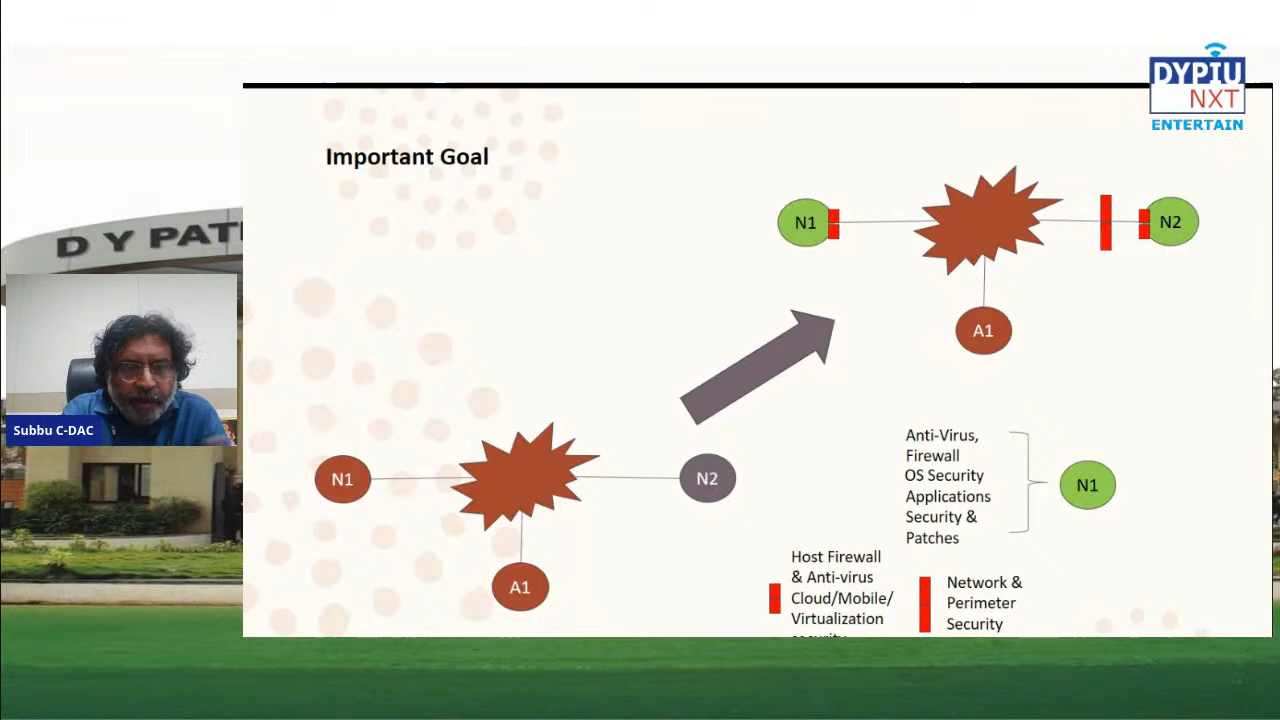 DYPIU
NXT
ENTERTAIN
Important Goal
N1
N2
A1
D Y PAT
Subbu C-DAC
N1
N2
A1
Anti-Virus,
Firewall
OS Security
Applications
Security &
Patches
N1
Host Firewall
& Anti-virus
Cloud/Mobile/
Virtualization
security
Network &
Perimeter
Security